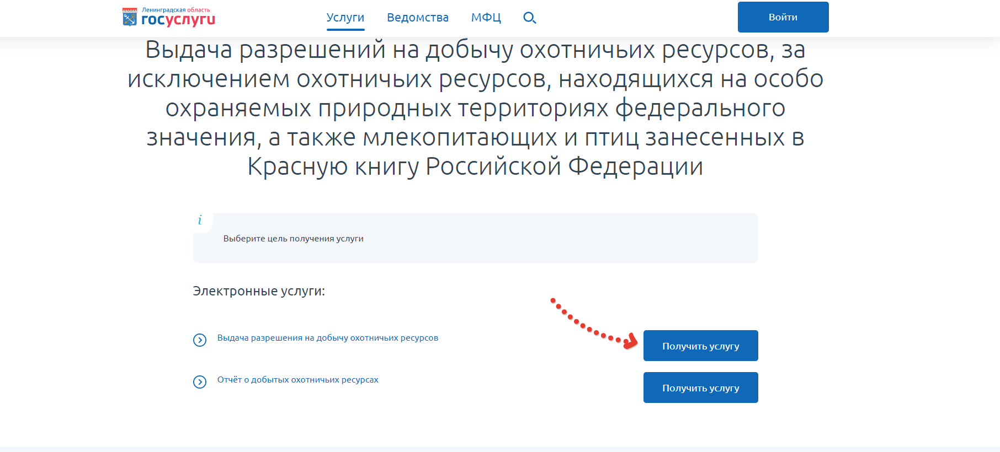 Ленинградская область
госуслуги
Услуги
Ведомства
МФЦ
Войти
Выдача разрешений на добычу охотничьих ресурсов, за
исключением охотничьих ресурсов, находящихся на особо
охраняемых природных территориях федерального
значения, а также млекопитающих и птиц занесенных в
Красную книгу Российской Федерации
i
Выберите цель получения услуги
Электронные услуги:
Выдача разрешения на добычу охотничьих ресурсов
Получить услугу
Отчёт о добытых охотничьих ресурсах
Получить услугу